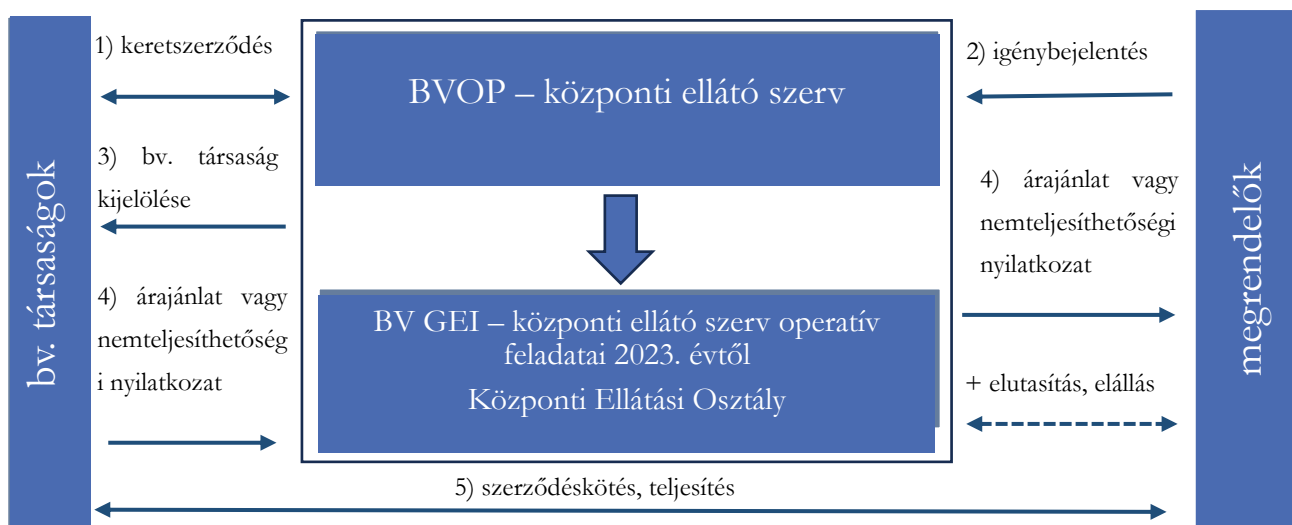 bv. társaságok
1) keretszerződés
3) bv. társaság
kijelölése
4) árajánlat vagy
nemteljesíthetőség
i nyilatkozat
BVOP – központi ellátó szerv
BV GEI – központi ellátó szerv operatív
feladatai 2023. évtől
Központi Ellátási Osztály
2) igénybejelentés
4) árajánlat vagy
nemteljesíthetőségi
nyilatkozat
+ elutasítás, elállás
megrendelők
5) szerződéskötés, teljesítés